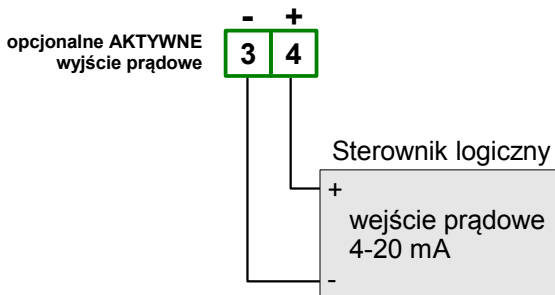 - +
opcjonalne AKTYWNE
wyjście prądowe
3 4
Sterownik logiczny
+
wejście prądowe
4-20 mA
-